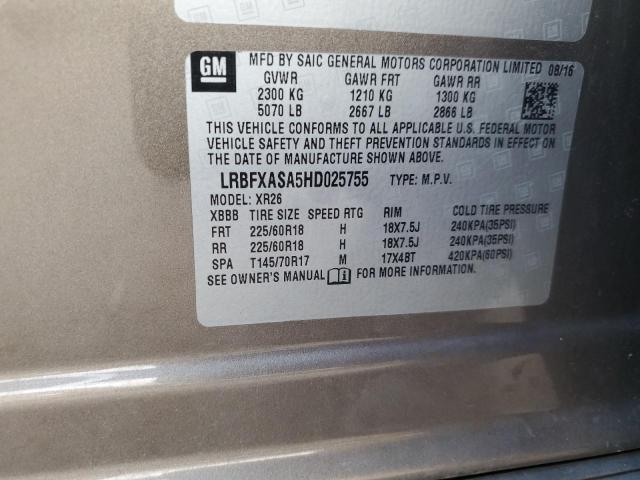 GM
MFD BY SAIC GENERAL MOTORS CORPORATION LIMITED 08/16
GVWR GAWR FRT GAWR RR
2300 KG 1210 KG 1300 KG
5070 LB 2667 LB 2866 LB
THIS VEHICLE CONFORMS TO ALL APPLICABLE U.S. FEDERAL MOTOR
VEHICLE SAFETY AND THEFT PREVENTION STANDARDS IN EFFECT ON
THE DATE OF MANUFACTURE SHOWN ABOVE.
LRBFXASA5HD025755 TYPE: M.P.V.
MODEL: XR26
XBBB TIRE SIZE SPEED RTG RIM COLD TIRE PRESSURE
FRT 225/60R18 H 18X7.5J 240KPA(35PSI)
RR 225/60R18 H 18X7.5J 240KPA(35PSI)
SPA T145/70R17 M 17X4BT 420KPA(60PSI)
SEE OWNER'S MANUAL FOR MORE INFORMATION.